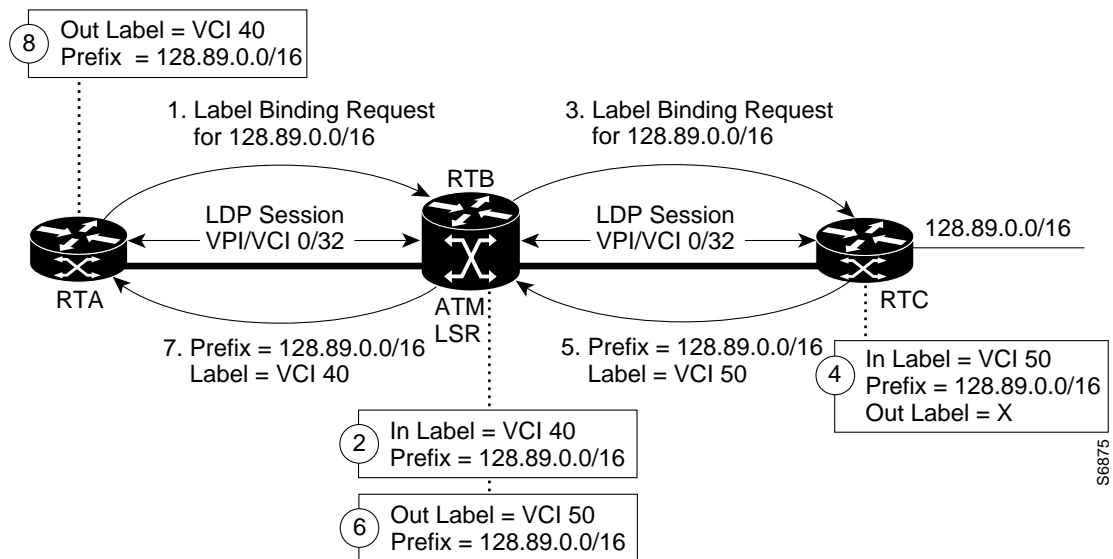 8
Out Label = VCI 40
Prefix = 128.89.0.0/16
1. Label Binding Request
for 128.89.0.0/16
3. Label Binding Request
for 128.89.0.0/16
RTB
LDP Session
VPI/VCI 0/32
LDP Session
VPI/VCI 0/32
128.89.0.0/16
RTA
ATM
LSR
RTC
7. Prefix = 128.89.0.0/16
Label = VCI 40
5. Prefix = 128.89.0.0/16
Label = VCI 50
4
In Label = VCI 50
Prefix = 128.89.0.0/16
Out Label = X
2
In Label = VCI 40
Prefix = 128.89.0.0/16
6
Out Label = VCI 50
Prefix = 128.89.0.0/16
S6875